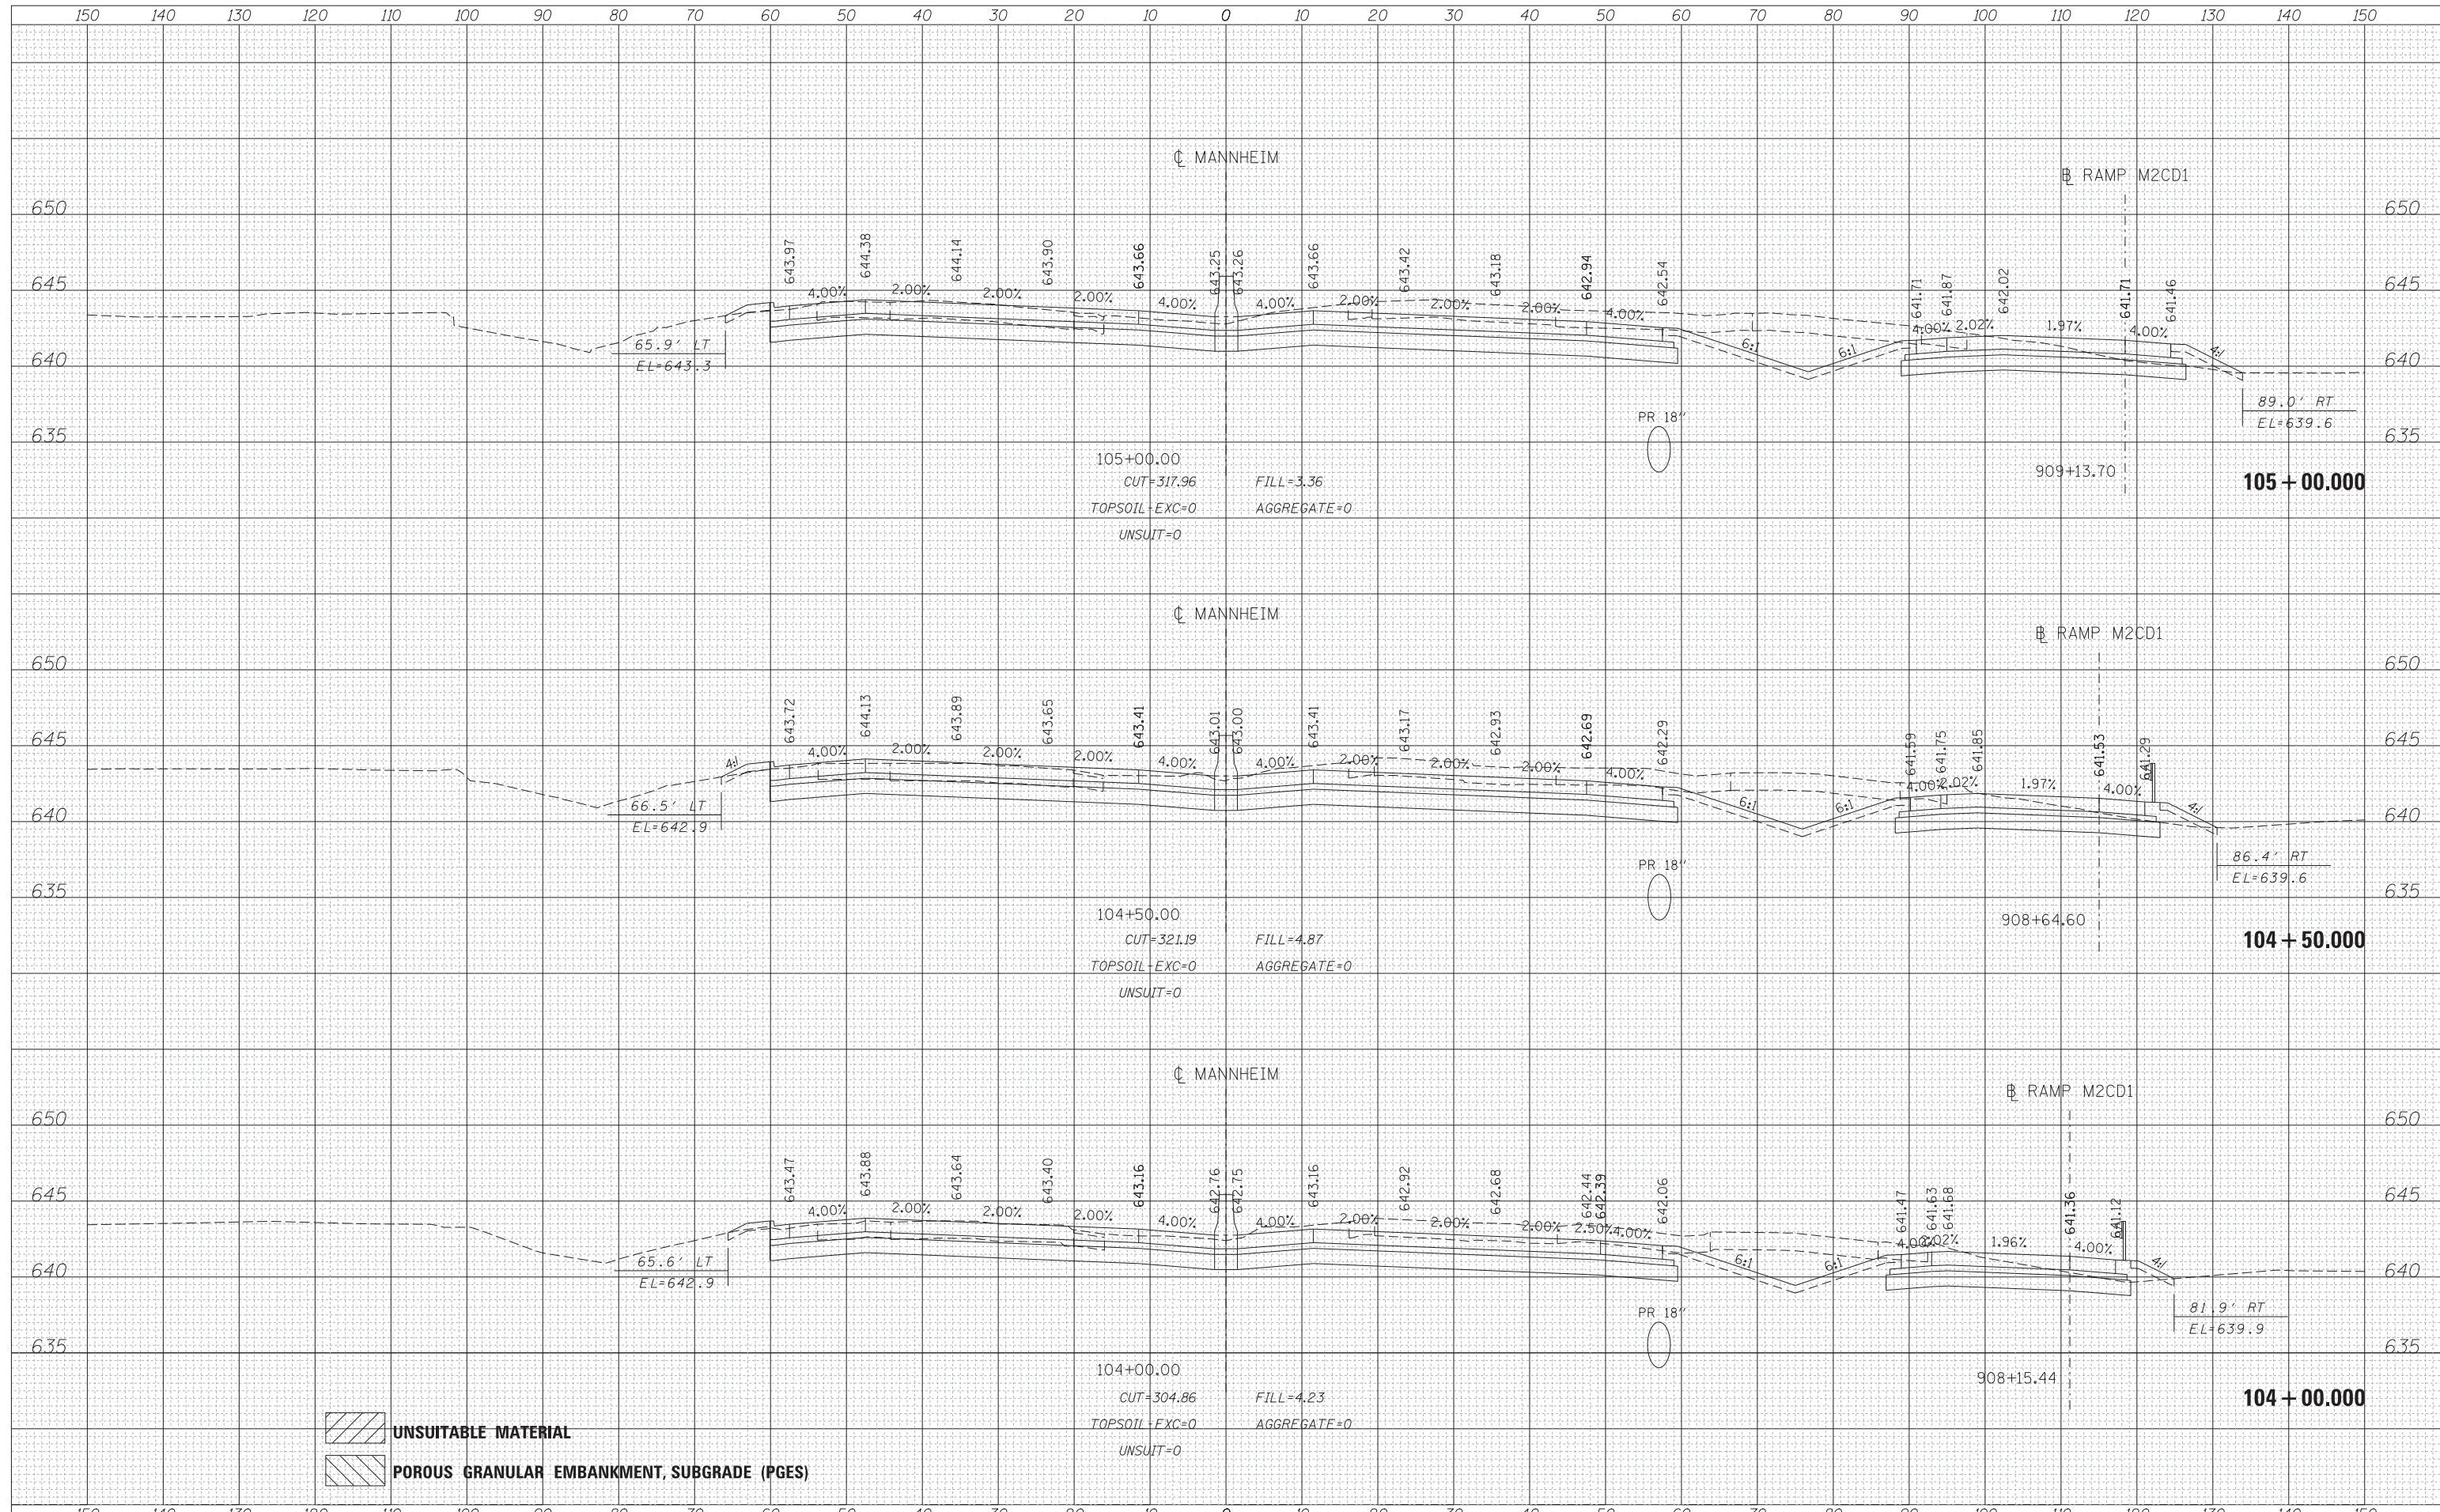 150 140 130 120 110 100 90 80 70 60 50 40 30 20 10 0 10 20 30 40 50 60 70 80 90 100 110 120 130 140 150
℄ MANNHEIM
BL RAMP M2CD1
650 650
643.97 644.38 644.14 643.90 643.66 643.25 643.26 643.66 643.42 643.18 642.94 642.54 641.71 641.87 642.02 641.71 641.46
645 645
4.00% 2.00% 2.00% 2.00% 4.00% 4.00% 2.00% 2.00% 2.00% 4.00% 6:1 6:1 4.00% 2.02% 1.97% 4.00% 4:1
640 640
65.9' LT
EL=643.3
89.0' RT
EL=639.6
PR 18"
635 635
105+00.00
909+13.70
105+00.000
CUT=317.96 FILL=3.36
TOPSOIL-EXC=0 AGGREGATE=0
UNSUIT=0
℄ MANNHEIM
BL RAMP M2CD1
650 650
643.72 644.13 643.89 643.65 643.41 643.01 643.00 643.41 643.17 642.93 642.69 642.29 641.59 641.75 641.85 641.53 641.29
645 645
4:1 4.00% 2.00% 2.00% 2.00% 4.00% 4.00% 2.00% 2.00% 2.00% 4.00% 6:1 6:1 4.00% 2.02% 1.97% 4.00% 4:1
640 640
66.5' LT
EL=642.9
86.4' RT
EL=639.6
PR 18"
635 635
104+50.00
908+64.60
104+50.000
CUT=321.19 FILL=4.87
TOPSOIL-EXC=0 AGGREGATE=0
UNSUIT=0
℄ MANNHEIM
BL RAMP M2CD1
650 650
643.47 643.88 643.64 643.40 643.16 642.76 642.75 643.16 642.92 642.68 642.44 642.39 642.06 641.47 641.63 641.68 641.36 641.12
645 645
4.00% 2.00% 2.00% 2.00% 4.00% 4.00% 2.00% 2.00% 2.00% 2.50% 4.00% 6:1 6:1 4.00% 2.02% 1.96% 4.00% 4:1
640 640
65.6' LT
EL=642.9
81.9' RT
EL=639.9
PR 18"
635 635
104+00.00
908+15.44
104+00.000
CUT=304.86 FILL=4.23
TOPSOIL-EXC=0 AGGREGATE=0
UNSUIT=0
UNSUITABLE MATERIAL
POROUS GRANULAR EMBANKMENT, SUBGRADE (PGES)
150 140 130 120 110 100 90 80 70 60 50 40 30 20 10 0 10 20 30 40 50 60 70 80 90 100 110 120 130 140 150